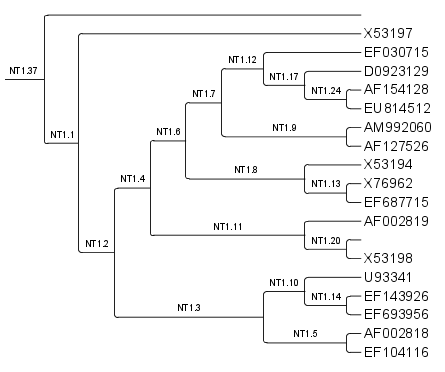 X53197
EF030715
NT1.12
D0923129
NT1.37
NT1.17
AF154128
NT1.7
NT1.24
EU814512
AM992060
NT1.9
NT1.1
NT1.6
AF127526
X53194
NT1.8
NT1.4
X76962
NT1.13
EF687715
AF002819
NT1.11
NT1.2
NT1.20
X53198
U93341
NT1.10
EF143926
NT1.14
NT1.3
EF693956
AF002818
NT1.5
EF104116